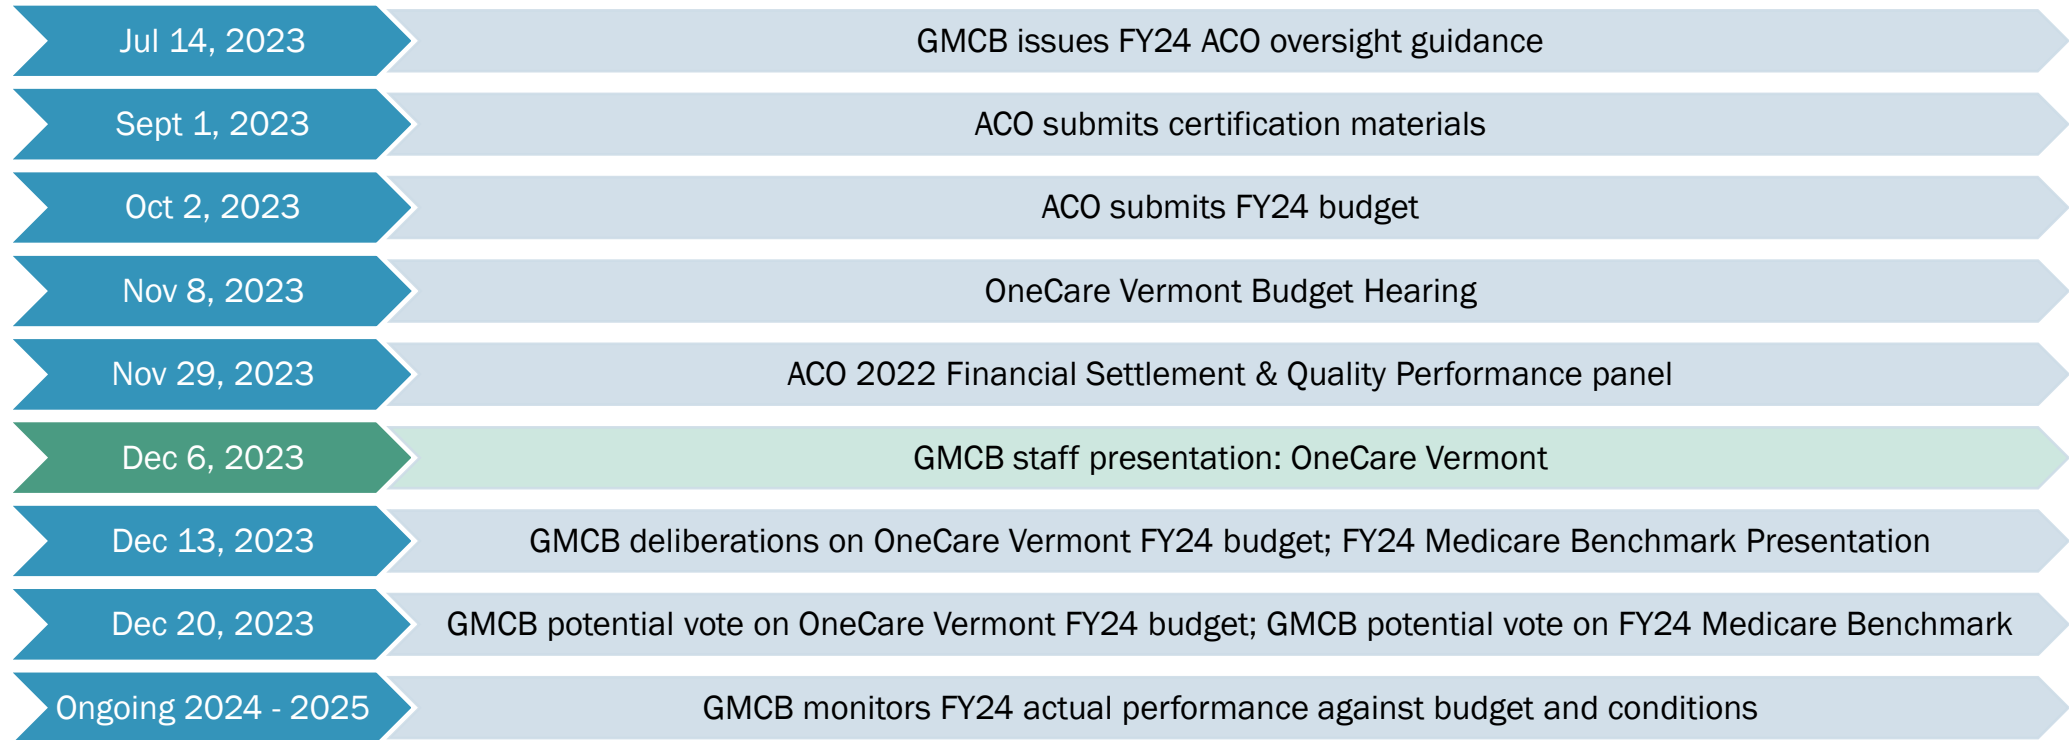 Jul 14, 2023 GMCB issues FY24 ACO oversight guidance
Sept 1, 2023 ACO submits certification materials
Oct 2, 2023 ACO submits FY24 budget
Nov 8, 2023 OneCare Vermont Budget Hearing
Nov 29, 2023 ACO 2022 Financial Settlement & Quality Performance panel
Dec 6, 2023 GMCB staff presentation: OneCare Vermont
Dec 13, 2023 GMCB deliberations on OneCare Vermont FY24 budget; FY24 Medicare Benchmark Presentation
Dec 20, 2023 GMCB potential vote on OneCare Vermont FY24 budget; GMCB potential vote on FY24 Medicare Benchmark
Ongoing 2024 - 2025 GMCB monitors FY24 actual performance against budget and conditions